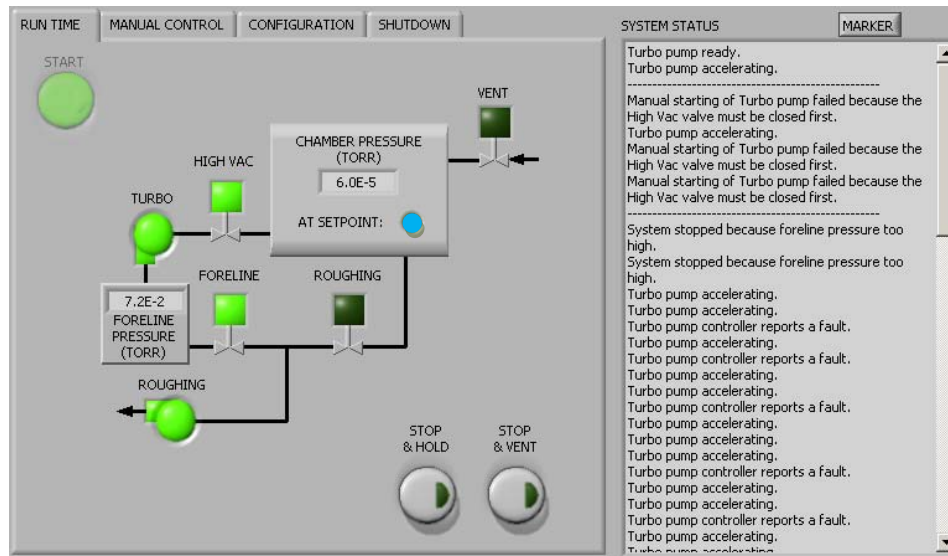 RUN TIME
MANUAL CONTROL
CONFIGURATION
SHUTDOWN
SYSTEM STATUS
MARKER
START
VENT
CHAMBER PRESSURE
(TORR)
6.0E-5
AT SETPOINT:
HIGH VAC
TURBO
FORELINE
ROUGHING
7.2E-2
FORELINE
PRESSURE
(TORR)
ROUGHING
STOP
& HOLD
STOP
& VENT
Turbo pump ready.
Turbo pump accelerating.
--------------------------------------------------
Manual starting of Turbo pump failed because the
High Vac valve must be closed first.
Turbo pump accelerating.
Manual starting of Turbo pump failed because the
High Vac valve must be closed first.
Manual starting of Turbo pump failed because the
High Vac valve must be closed first.
--------------------------------------------------
System stopped because foreline pressure too
high.
System stopped because foreline pressure too
high.
Turbo pump accelerating.
Turbo pump accelerating.
Turbo pump controller reports a fault.
Turbo pump accelerating.
Turbo pump controller reports a fault.
Turbo pump accelerating.
Turbo pump accelerating.
Turbo pump controller reports a fault.
Turbo pump accelerating.
Turbo pump accelerating.
Turbo pump accelerating.
Turbo pump controller reports a fault.
Turbo pump accelerating.
Turbo pump accelerating.
Turbo pump controller reports a fault.
Turbo pump accelerating.
Turbo pump accelerating.